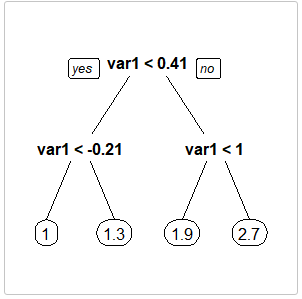 yes var1 < 0.41 no
var1 < -0.21 var1 < 1
1 1.3 1.9 2.7